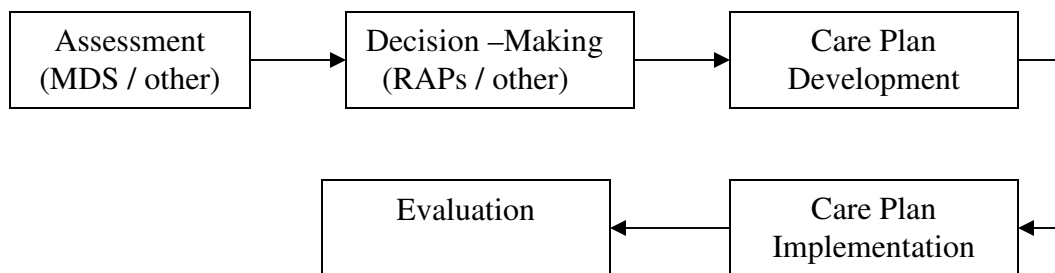 Assessment
(MDS / other)
Decision –Making
(RAPs / other)
Care Plan
Development
Evaluation
Care Plan
Implementation